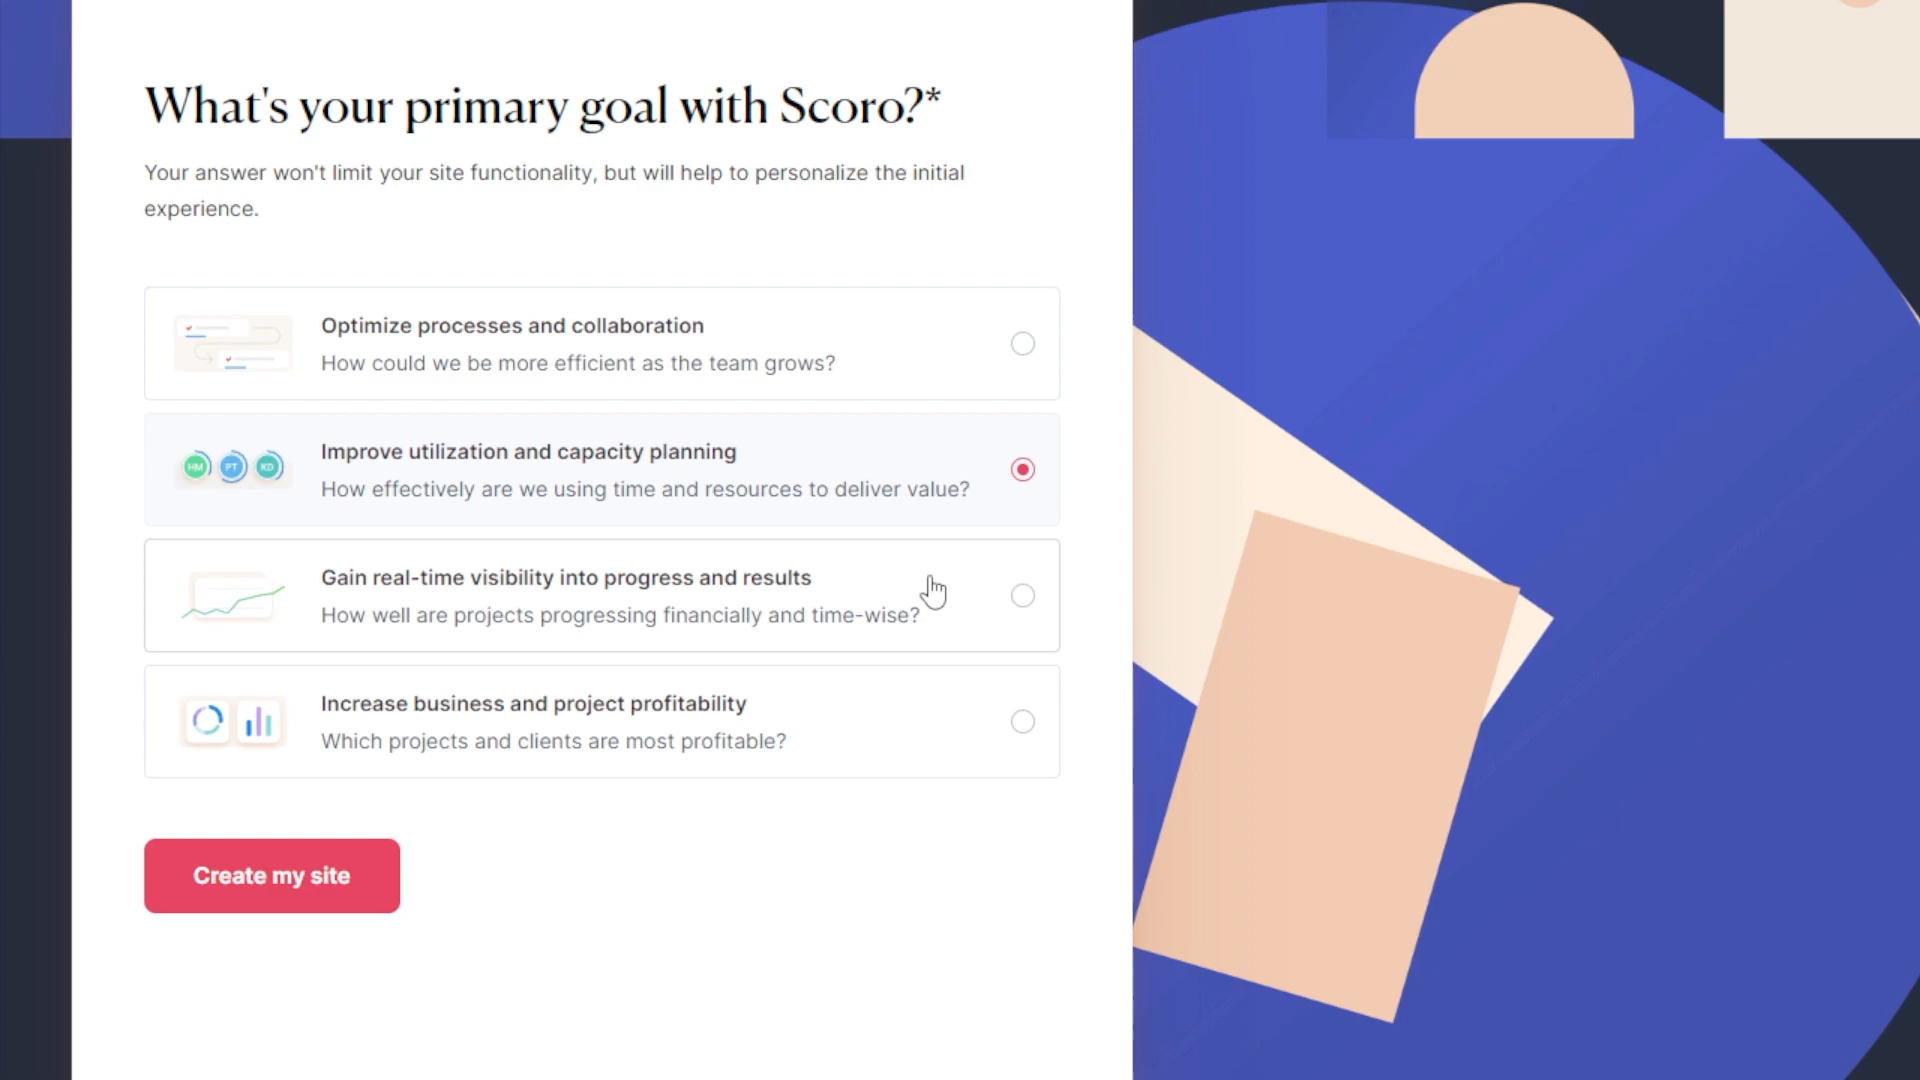 What's your primary goal with Scoro?*
Your answer won't limit your site functionality, but will help to personalize the initial
experience.
Optimize processes and collaboration
How could we be more efficient as the team grows?
HM PT KD
Improve utilization and capacity planning
How effectively are we using time and resources to deliver value?
Gain real-time visibility into progress and results
How well are projects progressing financially and time-wise?
Increase business and project profitability
Which projects and clients are most profitable?
Create my site